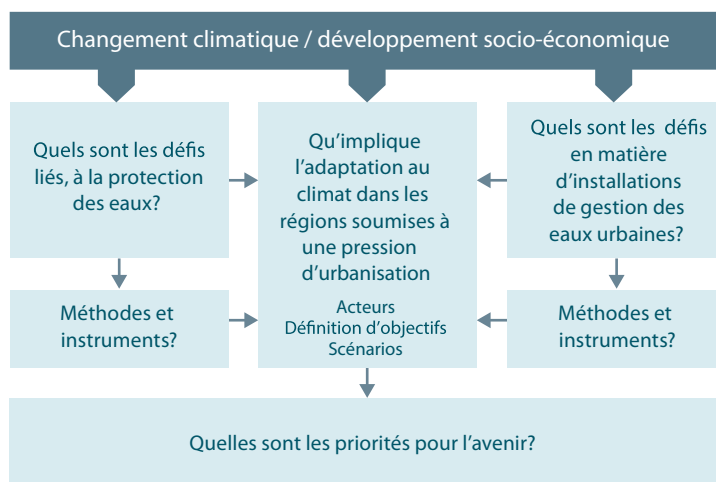 Changement climatique / développement socio-économique
Quels sont les défis
liés, à la protection
des eaux?
Méthodes et
instruments?
Qu'implique
l'adaptation au
climat dans les
régions soumises à
une pression
d'urbanisation
Acteurs
Définition d'objectifs
Scénarios
Quels sont les défis
en matière
d'installations
de gestion des
eaux urbaines?
Méthodes et
instruments?
Quelles sont les priorités pour l'avenir?